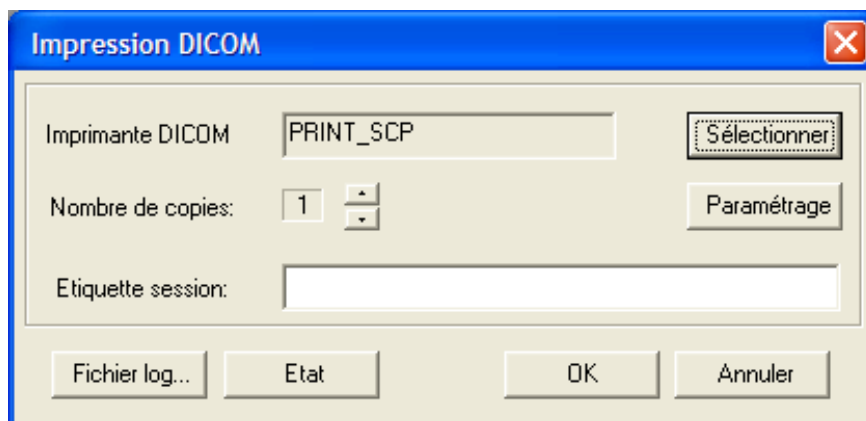 Impression DICOM
Imprimante DICOM PRINT_SCP Sélectionner
Nombre de copies: 1 Paramétrage
Etiquette session:
Fichier log... Etat OK Annuler